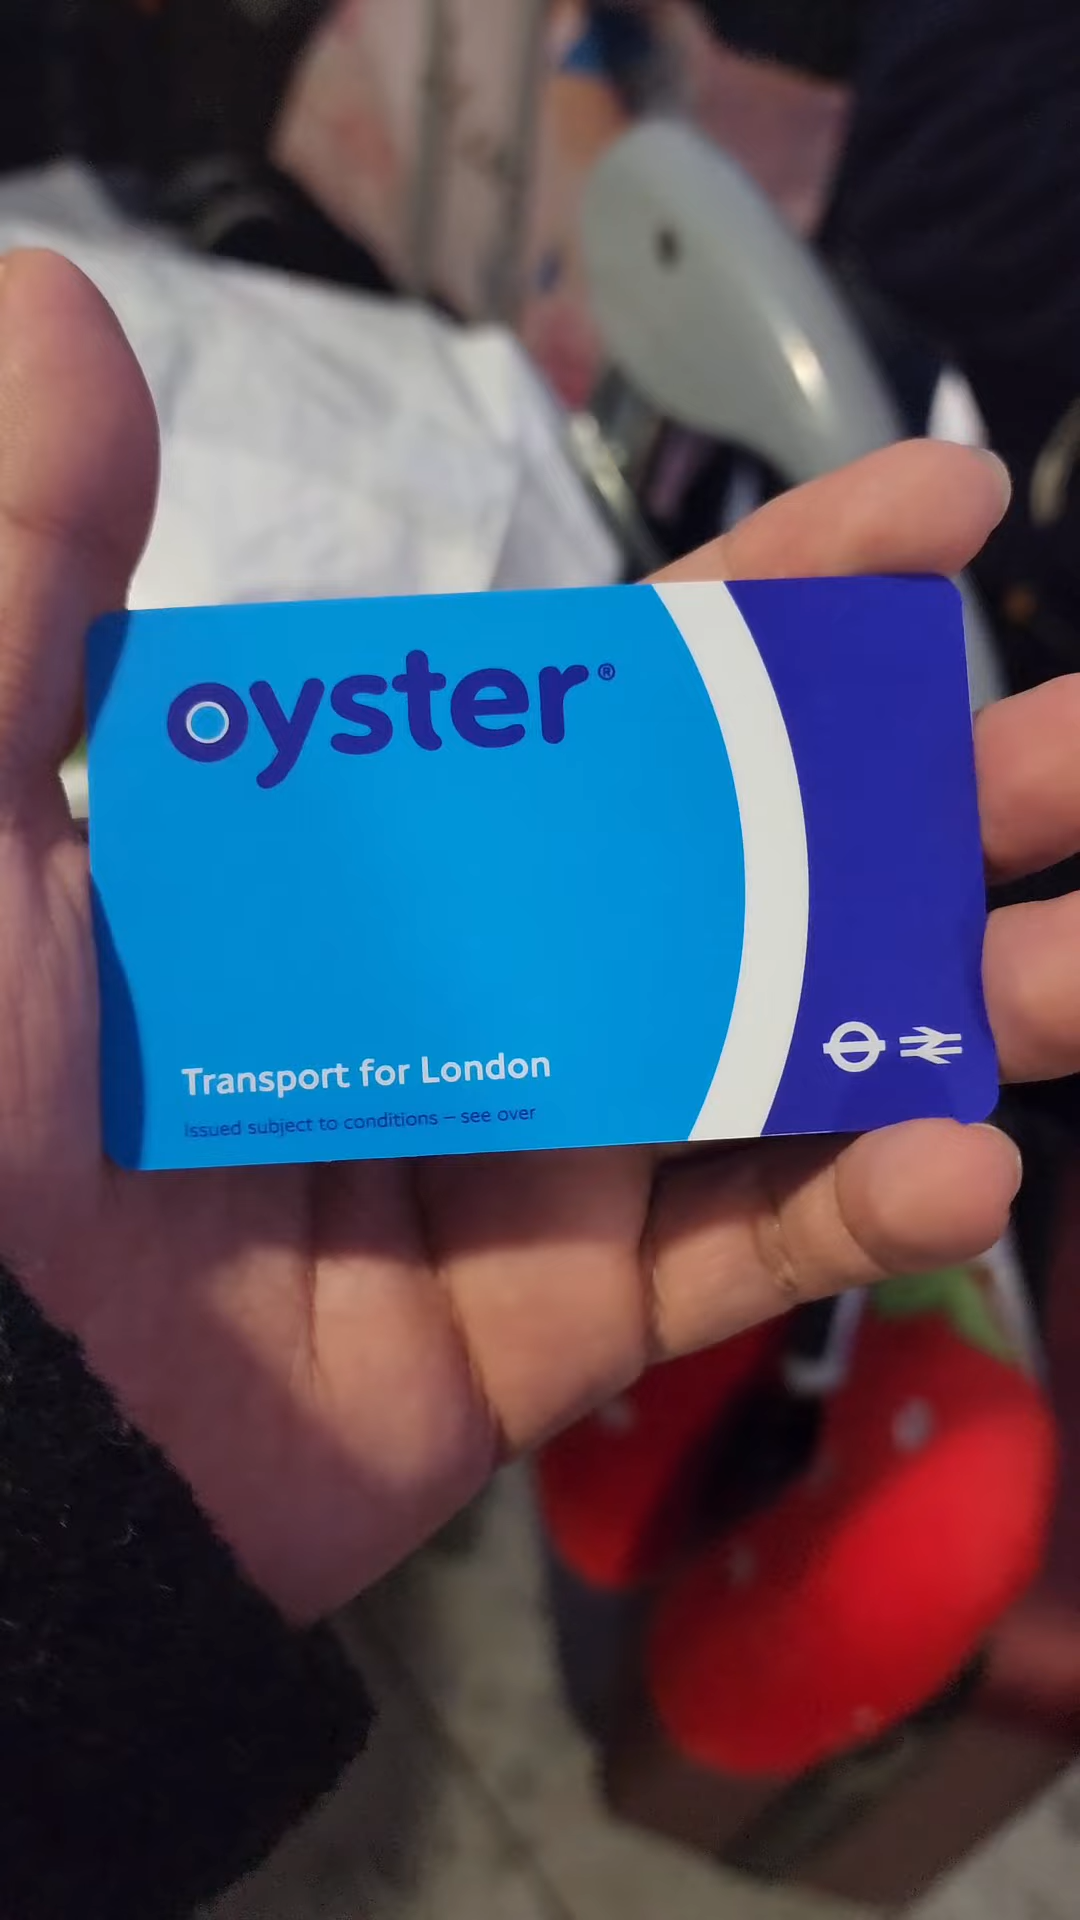 oyster®
Transport for London
Issued subject to conditions – see over